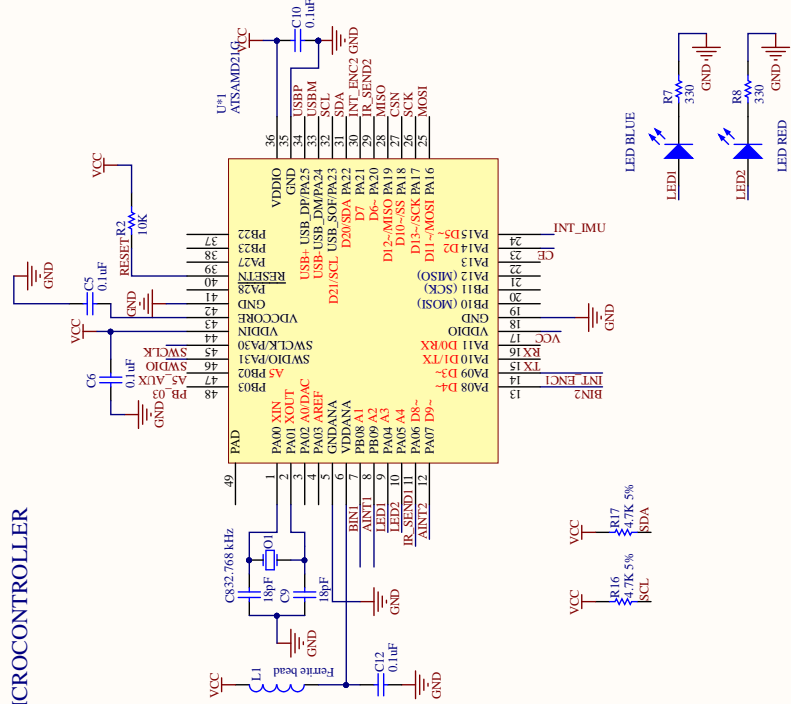 MICROCONTROLLER
U*1
ATSAMD21G
VCC
C10
0.1uF
GND
USBP
USBM
SCL
SDA
INT_ENC2
IR_SEND2
MISO
CSN
SCK
MOSI
36
35
34
33
32
31
30
29
28
27
26
25
VDDIO
GND
USB+ USB_DP/PA25
USB- USB_DM/PA24
D21/SCL USB_SOF/PA23
D20/SDA PA22
D7 PA21
D6~ PA20
D12~/MISO PA19
D10~/SS PA18
D13~/SCK PA17
D11~/MOSI PA16
VCC
R2
10K
RESET
GND
C5
0.1uF
GND
VCC
C6
0.1uF
GND
SWCLK
SWDIO
A5_AUX
PB_03
37 PB22
38 PB23
39 PA27
40 RESETN
41 PA28
42 GND
43 VDDCORE
44 VDDIN
45 SWCLK/PA30
46 SWDIO/PA31
47 PB02 A5
48 PB03
49 PAD
1 PA00 XIN
2 PA01 XOUT
3 PA02 A0/DAC
4 PA03 AREF
5 GNDANA
6 VDDANA
7 PB08 A1
8 PB09 A2
9 PA04 A3
10 PA05 A4
11 PA06 D8~
12 PA07 D9~
BIN1
AINT1
LED1
LED2
IR_SEND1
AINT2
D5~ PA15 24
D2 PA14 23
PA13 22
(MISO) PA12 21
(SCK) PB11 20
(MOSI) PB10 19
GND 18
VDDIO 17
D0/RX PA11 16
D1/TX PA10 15
D3~ PA09 14
D4~ PA08 13
INT_IMU
CE
GND
VCC
RX
TX
INT_ENC1
BIN2
C8
32.768 kHz
18pF
O1
C9
18pF
GND
GND
VCC
L1
Ferrite bead
C12
0.1uF
GND
LED BLUE
LED1
R7
330
GND
LED RED
LED2
R8
330
GND
VCC
R17
4.7K 5%
SDA
VCC
R16
4.7K 5%
SCL